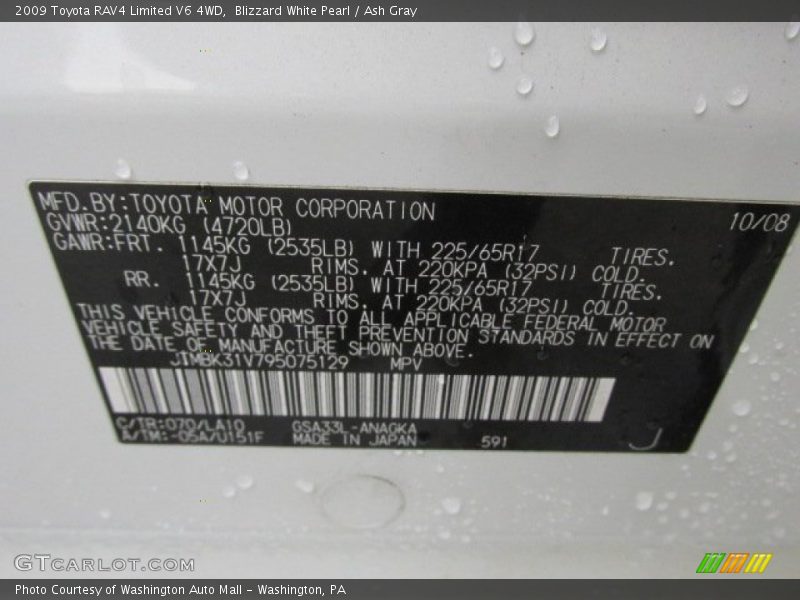 2009 Toyota RAV4 Limited V6 4WD,  Blizzard White Pearl / Ash Gray
MFD.BY:TOYOTA MOTOR CORPORATION 10/08
GVWR:2140KG (4720LB)
GAWR:FRT. 1145KG (2535LB) WITH 225/65R17 TIRES.
17X7J RIMS. AT 220KPA (32PSI) COLD.
RR. 1145KG (2535LB) WITH 225/65R17 TIRES.
17X7J RIMS. AT 220KPA (32PSI) COLD.
THIS VEHICLE CONFORMS TO ALL APPLICABLE FEDERAL MOTOR
VEHICLE SAFETY AND THEFT PREVENTION STANDARDS IN EFFECT ON
THE DATE OF MANUFACTURE SHOWN ABOVE.
JTMBK31V795075129 MPV
C/TR:070/LA10 GSA33L-ANAGKA
A/TM:-05A/U151F MADE IN JAPAN 591 J
GTCARLOT.COM
Photo Courtesy of Washington Auto Mall - Washington, PA